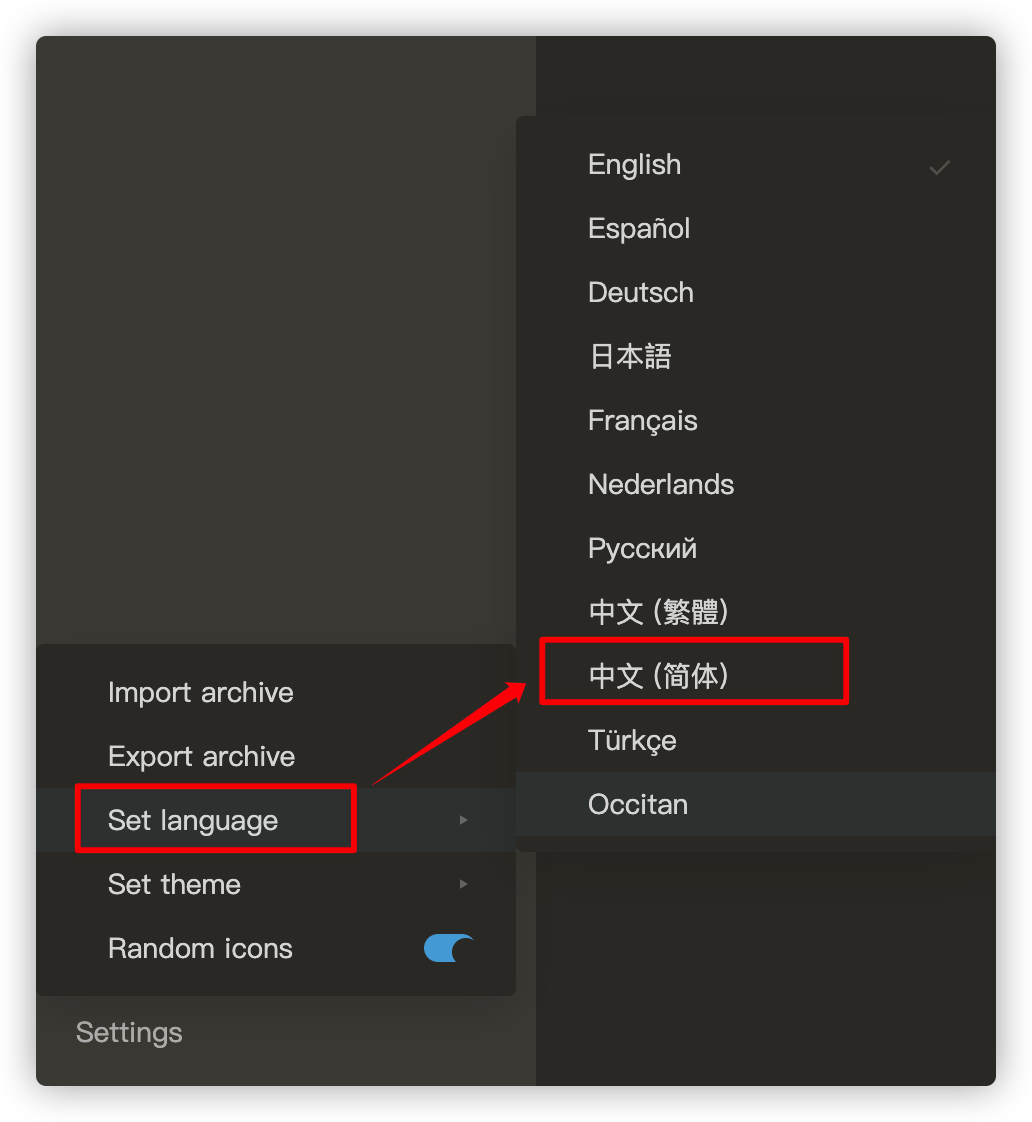 English
Español
Deutsch
日本語
Français
Nederlands
Русский
中文 (繁體)
中文 (简体)
Türkçe
Occitan
Import archive
Export archive
Set language
Set theme
Random icons
Settings